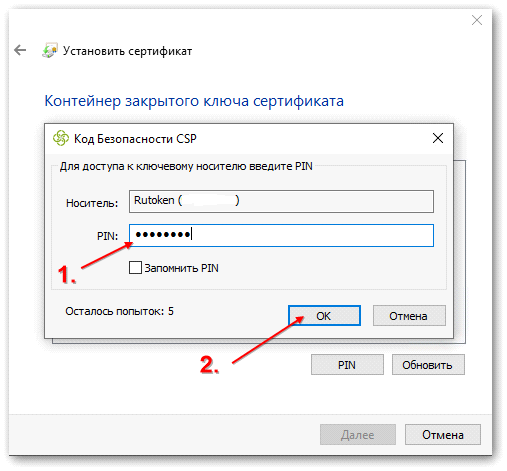 Установить сертификат
Контейнер закрытого ключа сертификата
Код Безопасности CSP
Для доступа к ключевому носителю введите PIN
Носитель: Rutoken ( )
PIN: ••••••••
1.
Запомнить PIN
Осталось попыток: 5
OK Отмена
2.
PIN Обновить
Далее Отмена